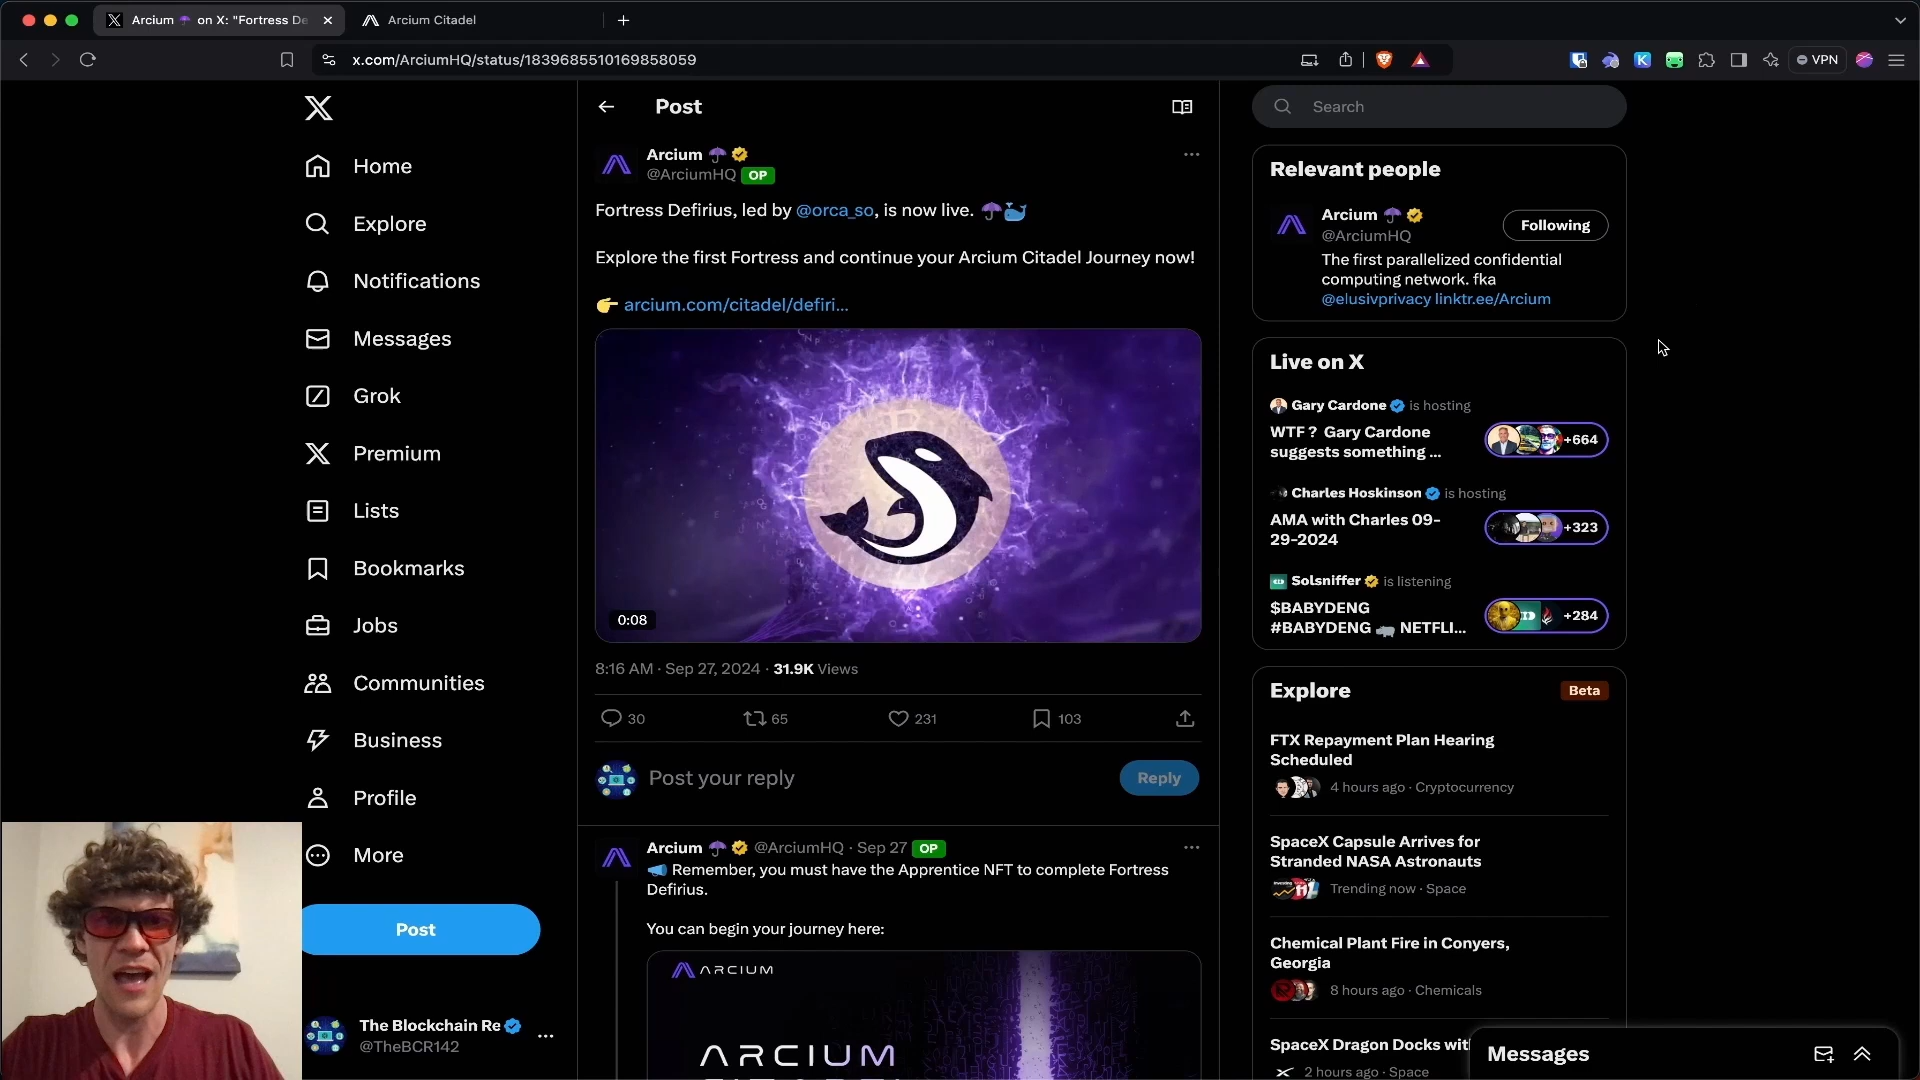 Arcium ☂ on X: "Fortress De
Arcium Citadel
x.com/ArciumHQ/status/1839685510169858059
VPN
Home
Explore
Notifications
Messages
Grok
Premium
Lists
Bookmarks
Jobs
Communities
Business
Profile
More
Post
The Blockchain Re
@TheBCR142
Post
Arcium ☂
@ArciumHQ OP
Fortress Defirius, led by @orca_so, is now live. ☂🐳
Explore the first Fortress and continue your Arcium Citadel Journey now!
👉 arcium.com/citadel/defiri...
0:08
8:16 AM · Sep 27, 2024 · 31.9K Views
30 65 231 103
Post your reply
Reply
Arcium ☂ @ArciumHQ · Sep 27 OP
📣 Remember, you must have the Apprentice NFT to complete Fortress
Defirius.
You can begin your journey here:
ARCIUM
ARCIUM
Search
Relevant people
Arcium ☂
@ArciumHQ
Following
The first parallelized confidential
computing network. fka
@elusivprivacy linktr.ee/Arcium
Live on X
Gary Cardone is hosting
WTF ? Gary Cardone
suggests something ...
+664
Charles Hoskinson is hosting
AMA with Charles 09-
29-2024
+323
Solsniffer is listening
$BABYDENG
#BABYDENG 🦛 NETFLI...
+284
Explore
Beta
FTX Repayment Plan Hearing
Scheduled
4 hours ago · Cryptocurrency
SpaceX Capsule Arrives for
Stranded NASA Astronauts
Trending now · Space
Chemical Plant Fire in Conyers,
Georgia
8 hours ago · Chemicals
SpaceX Dragon Docks wit
2 hours ago · Space
Messages